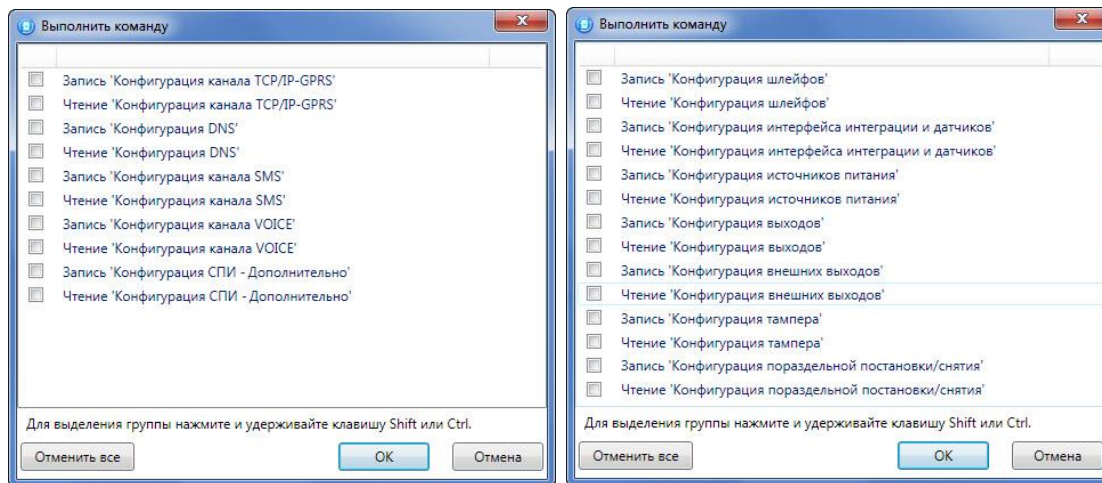 Выполнить команду
Запись 'Конфигурация канала TCP/IP-GPRS'
Чтение 'Конфигурация канала TCP/IP-GPRS'
Запись 'Конфигурация DNS'
Чтение 'Конфигурация DNS'
Запись 'Конфигурация канала SMS'
Чтение 'Конфигурация канала SMS'
Запись 'Конфигурация канала VOICE'
Чтение 'Конфигурация канала VOICE'
Запись 'Конфигурация СПИ - Дополнительно'
Чтение 'Конфигурация СПИ - Дополнительно'
Для выделения группы нажмите и удерживайте клавишу Shift или Ctrl.
Отменить все
OK
Отмена
Выполнить команду
Запись 'Конфигурация шлейфов'
Чтение 'Конфигурация шлейфов'
Запись 'Конфигурация интерфейса интеграции и датчиков'
Чтение 'Конфигурация интерфейса интеграции и датчиков'
Запись 'Конфигурация источников питания'
Чтение 'Конфигурация источников питания'
Запись 'Конфигурация выходов'
Чтение 'Конфигурация выходов'
Запись 'Конфигурация внешних выходов'
Чтение 'Конфигурация внешних выходов'
Запись 'Конфигурация тампера'
Чтение 'Конфигурация тампера'
Запись 'Конфигурация пораздельной постановки/снятия'
Чтение 'Конфигурация пораздельной постановки/снятия'
Для выделения группы нажмите и удерживайте клавишу Shift или Ctrl.
Отменить все
OK
Отмена